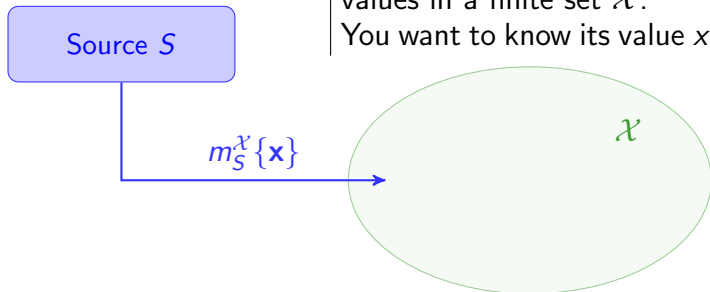 values in a finite set 𝒳.
You want to know its value x
Source S
𝒳
m_S^𝒳{𝐱}